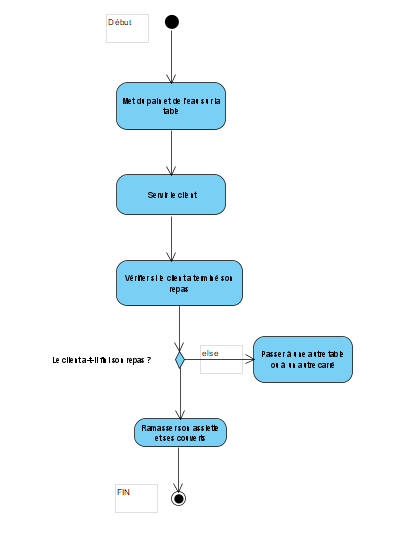 Début
Met du pain et de l'eau sur la
table
Servir le client
Vérifier si le client a terminé son
repas
Le client a-t-il fini son repas ?
else
Passer à une autre table
ou à un autre carré
Ramasser son assiette
et ses couverts
FIN